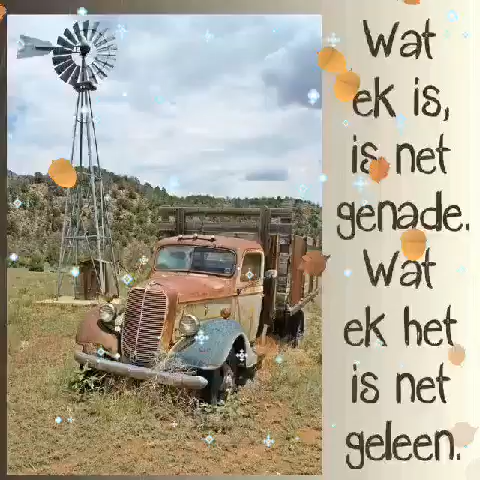 Wat
ek is,
is net
genade.
Wat
ek het
is net
geleen.